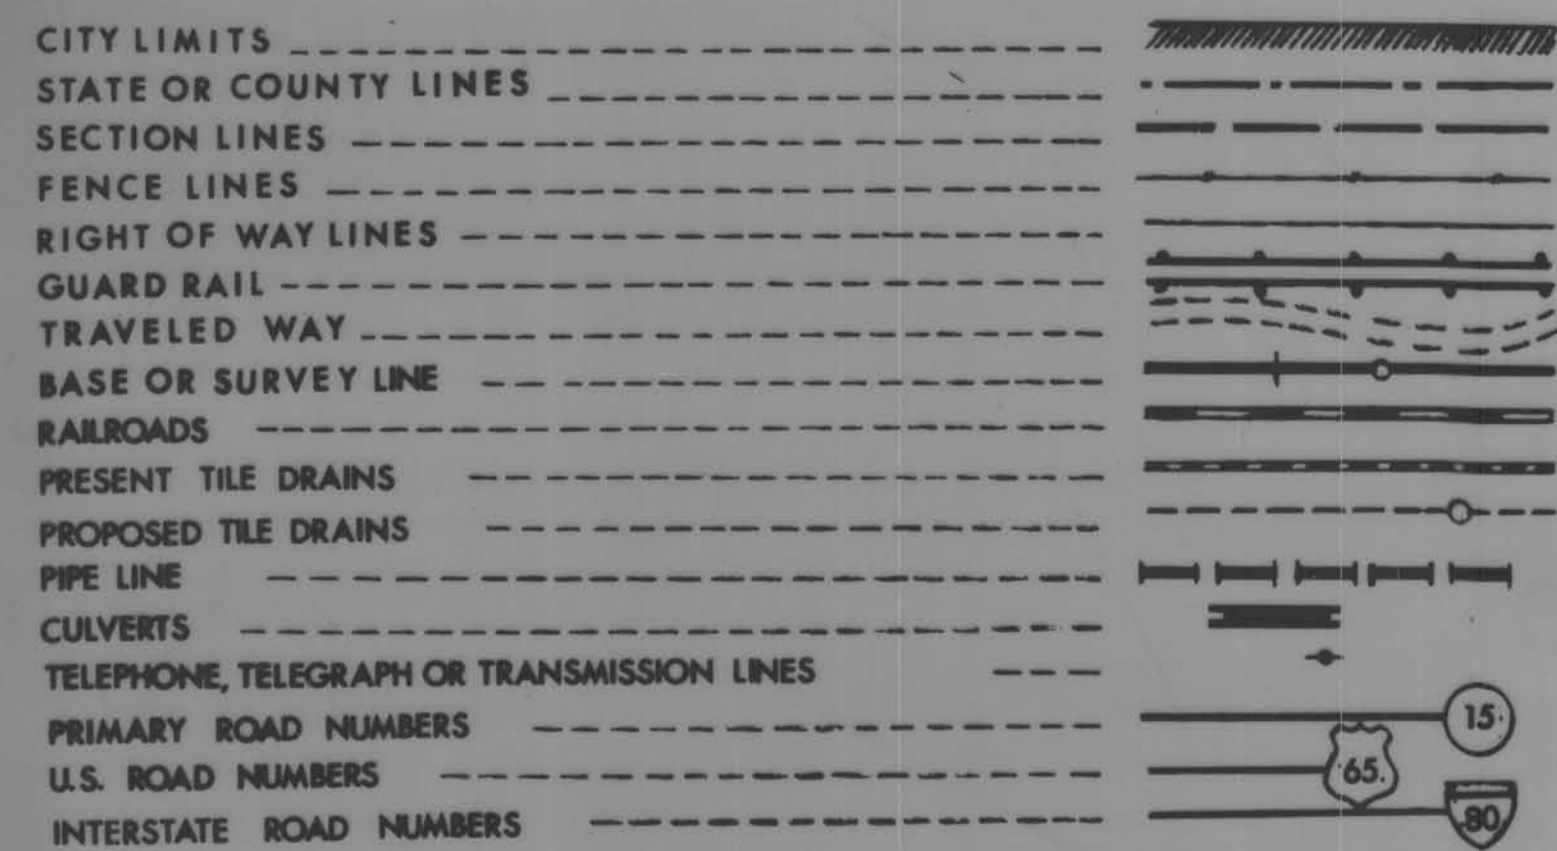 CITY LIMITS
STATE OR COUNTY LINES
SECTION LINES
FENCE LINES
RIGHT OF WAY LINES
GUARD RAIL
TRAVELED WAY
BASE OR SURVEY LINE
RAILROADS
PRESENT TILE DRAINS
PROPOSED TILE DRAINS
PIPE LINE
CULVERTS
TELEPHONE, TELEGRAPH OR TRANSMISSION LINES
PRIMARY ROAD NUMBERS 15
U.S. ROAD NUMBERS 65
INTERSTATE ROAD NUMBERS 80